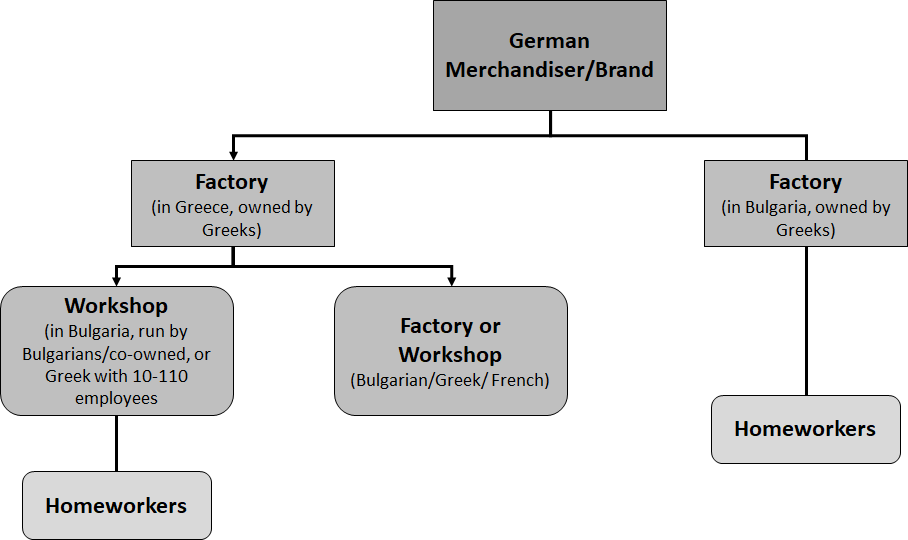 German
Merchandiser/Brand
Factory
(in Greece, owned by
Greeks)
Factory
(in Bulgaria, owned by
Greeks)
Workshop
(in Bulgaria, run by
Bulgarians/co-owned, or
Greek with 10-110
employees
Factory or
Workshop
(Bulgarian/Greek/ French)
Homeworkers
Homeworkers